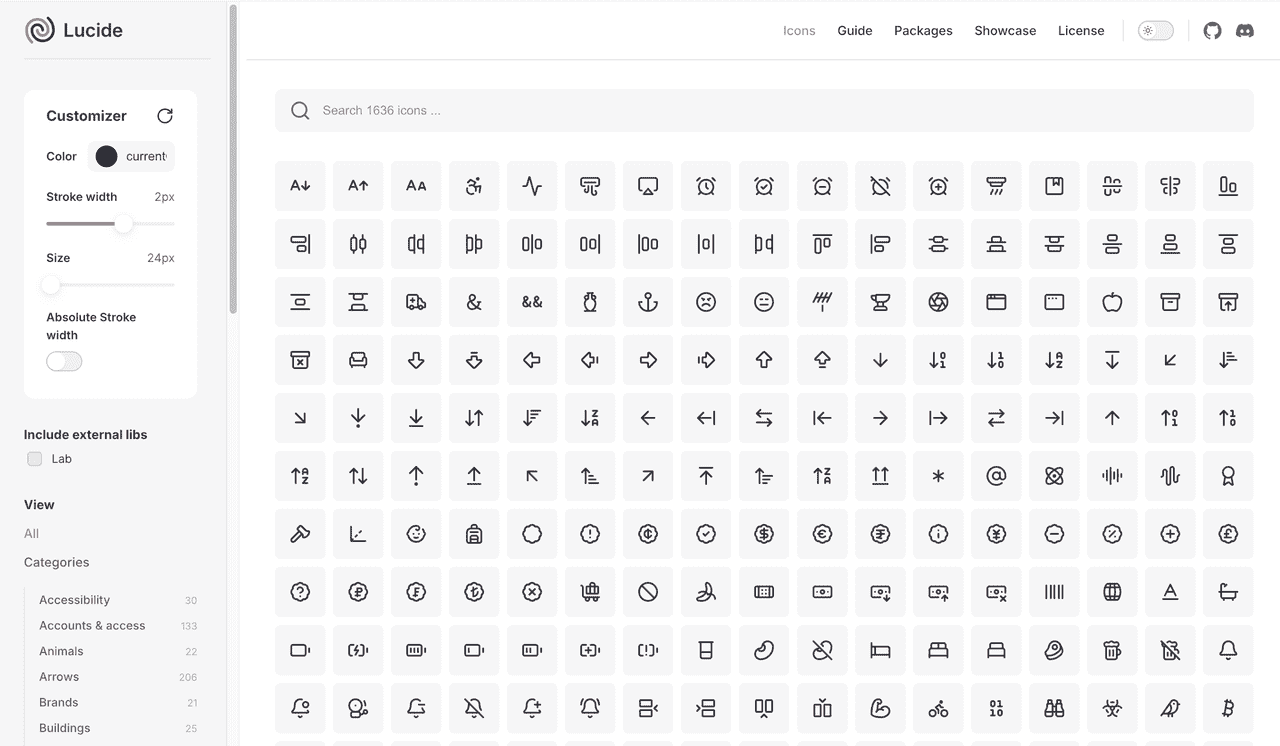 Lucide
Icons Guide Packages Showcase License
Customizer
Search 1636 icons ...
Color current
Stroke width 2px
Size 24px
Absolute Stroke
width
Include external libs
Lab
View
All
Categories
Accessibility 30
Accounts & access 133
Animals 22
Arrows 206
Brands 21
Buildings 25